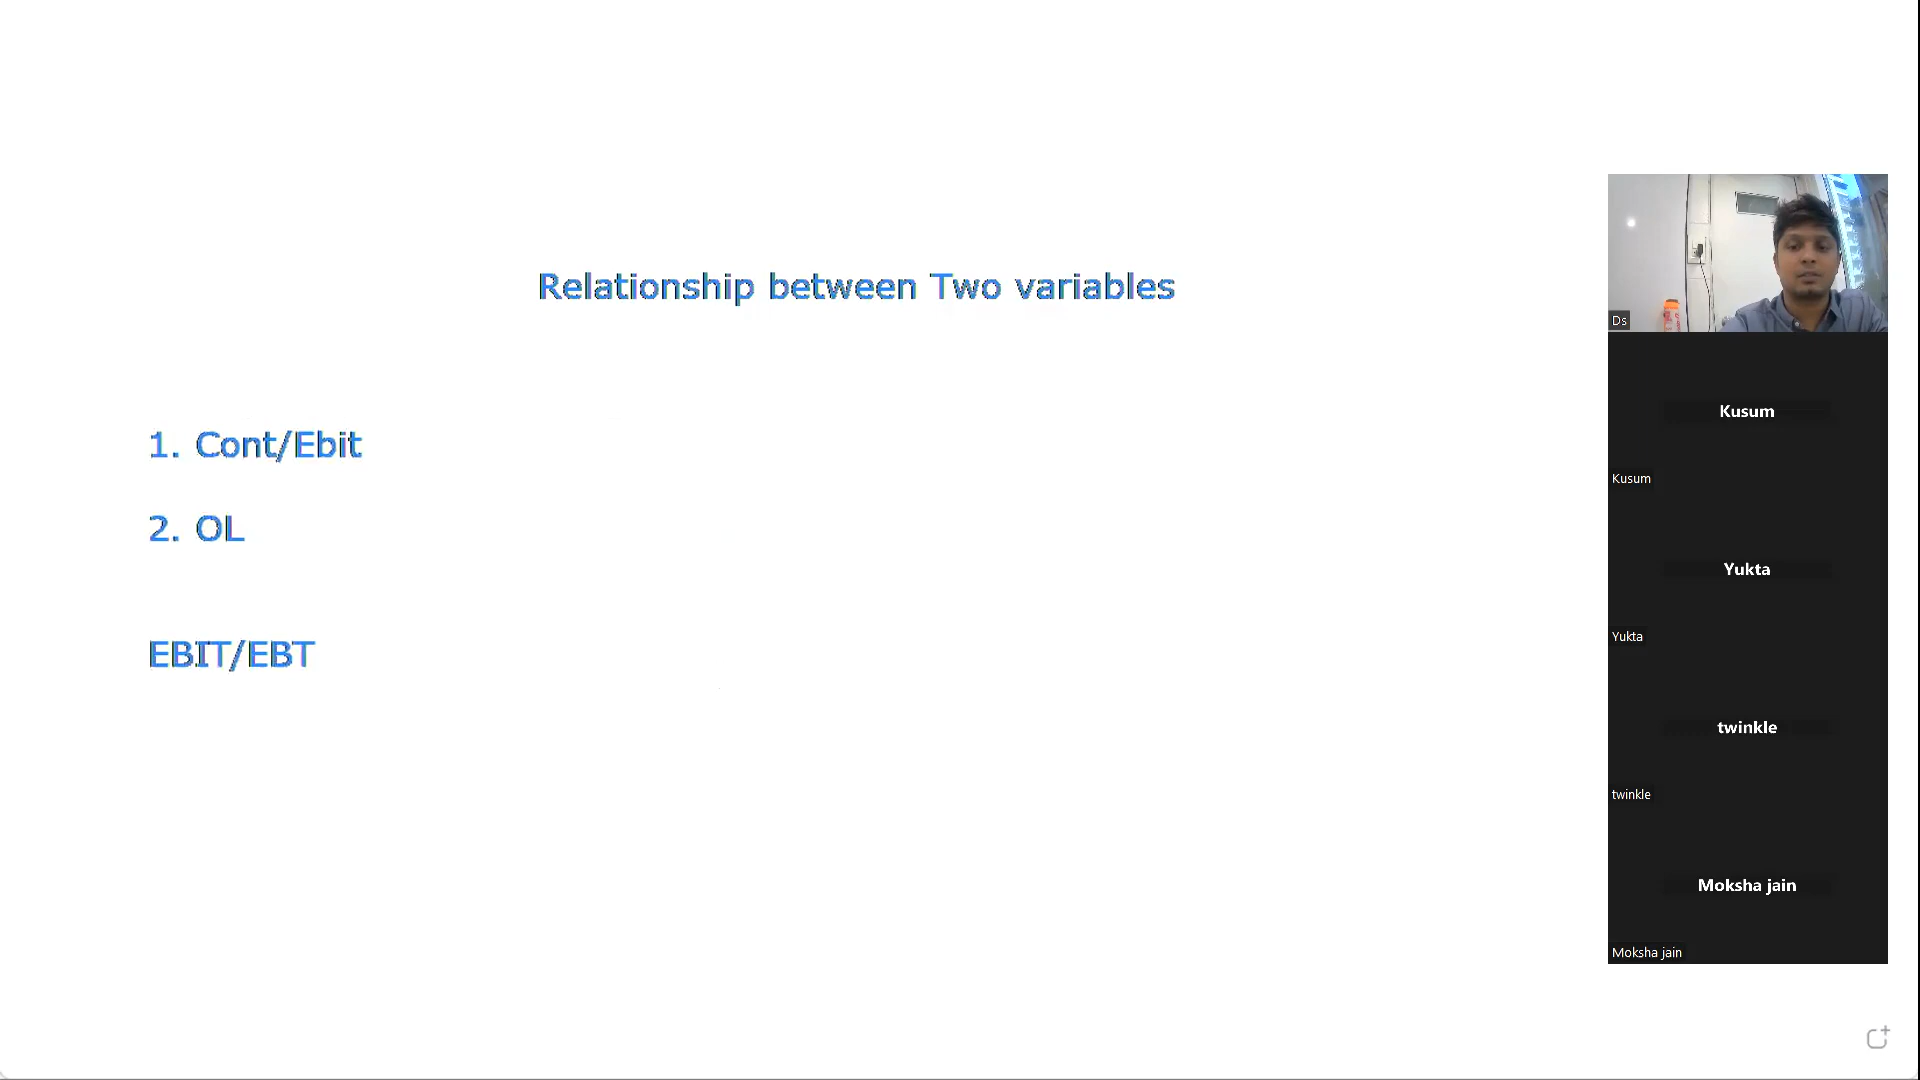 Relationship between Two variables
1. Cont/Ebit
2. OL
EBIT/EBT
Ds
Kusum
Kusum
Yukta
Yukta
twinkle
twinkle
Moksha jain
Moksha jain